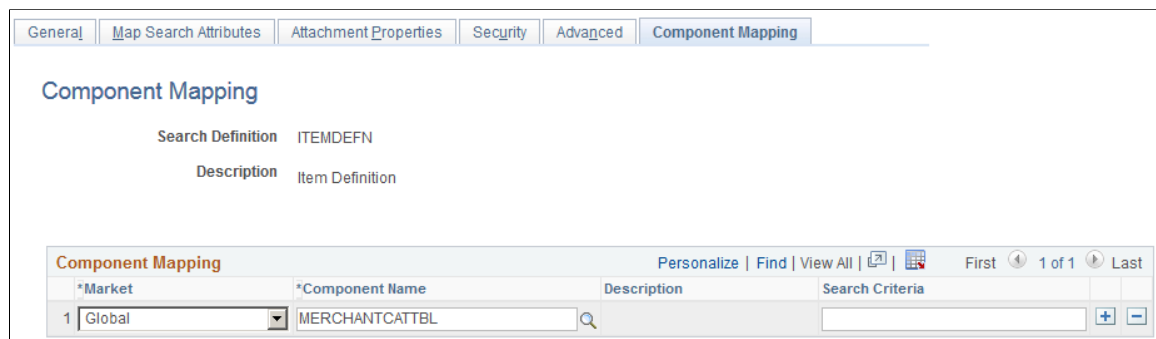 General Map Search Attributes Attachment Properties Security Advanced Component Mapping
Component Mapping
Search Definition ITEMDEFN
Description Item Definition
Component Mapping Personalize | Find | View All | | First 1 of 1 Last
*Market *Component Name Description Search Criteria
1 Global MERCHANTCATTBL